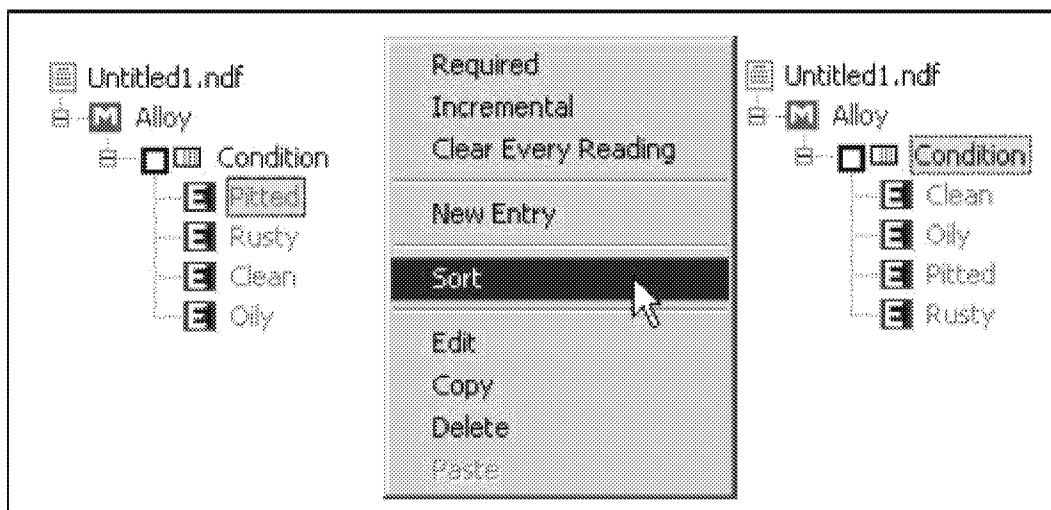 Untitled1.ndf
M Alloy
Condition
E Pitted
E Rusty
E Clean
E Oily
Required
Incremental
Clear Every Reading
New Entry
Sort
Edit
Copy
Delete
Paste
Untitled1.ndf
M Alloy
Condition
E Clean
E Oily
E Pitted
E Rusty